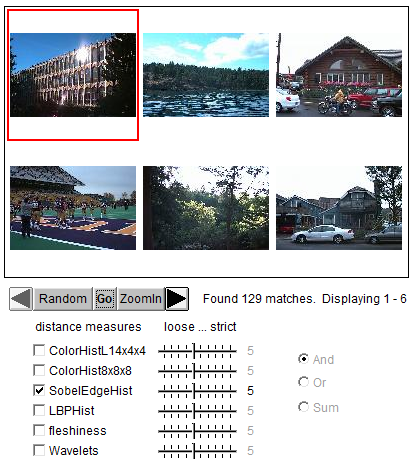 Random Go ZoomIn Found 129 matches. Displaying 1 - 6
distance measures loose ... strict
ColorHistL14x4x4 5
ColorHist8x8x8 5
SobelEdgeHist 5
LBPHist 5
fleshiness 5
Wavelets 5
And
Or
Sum